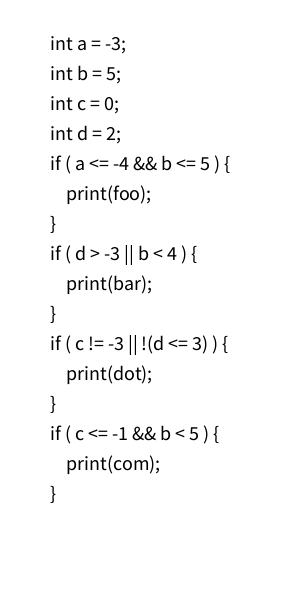 int a = -3;
int b = 5;
int c = 0;
int d = 2;
if ( a <= -4 && b <= 5 ) {
    print(foo);
}
if ( d > -3 || b < 4 ) {
    print(bar);
}
if ( c != -3 || !(d <= 3) ) {
    print(dot);
}
if ( c <= -1 && b < 5 ) {
    print(com);
}